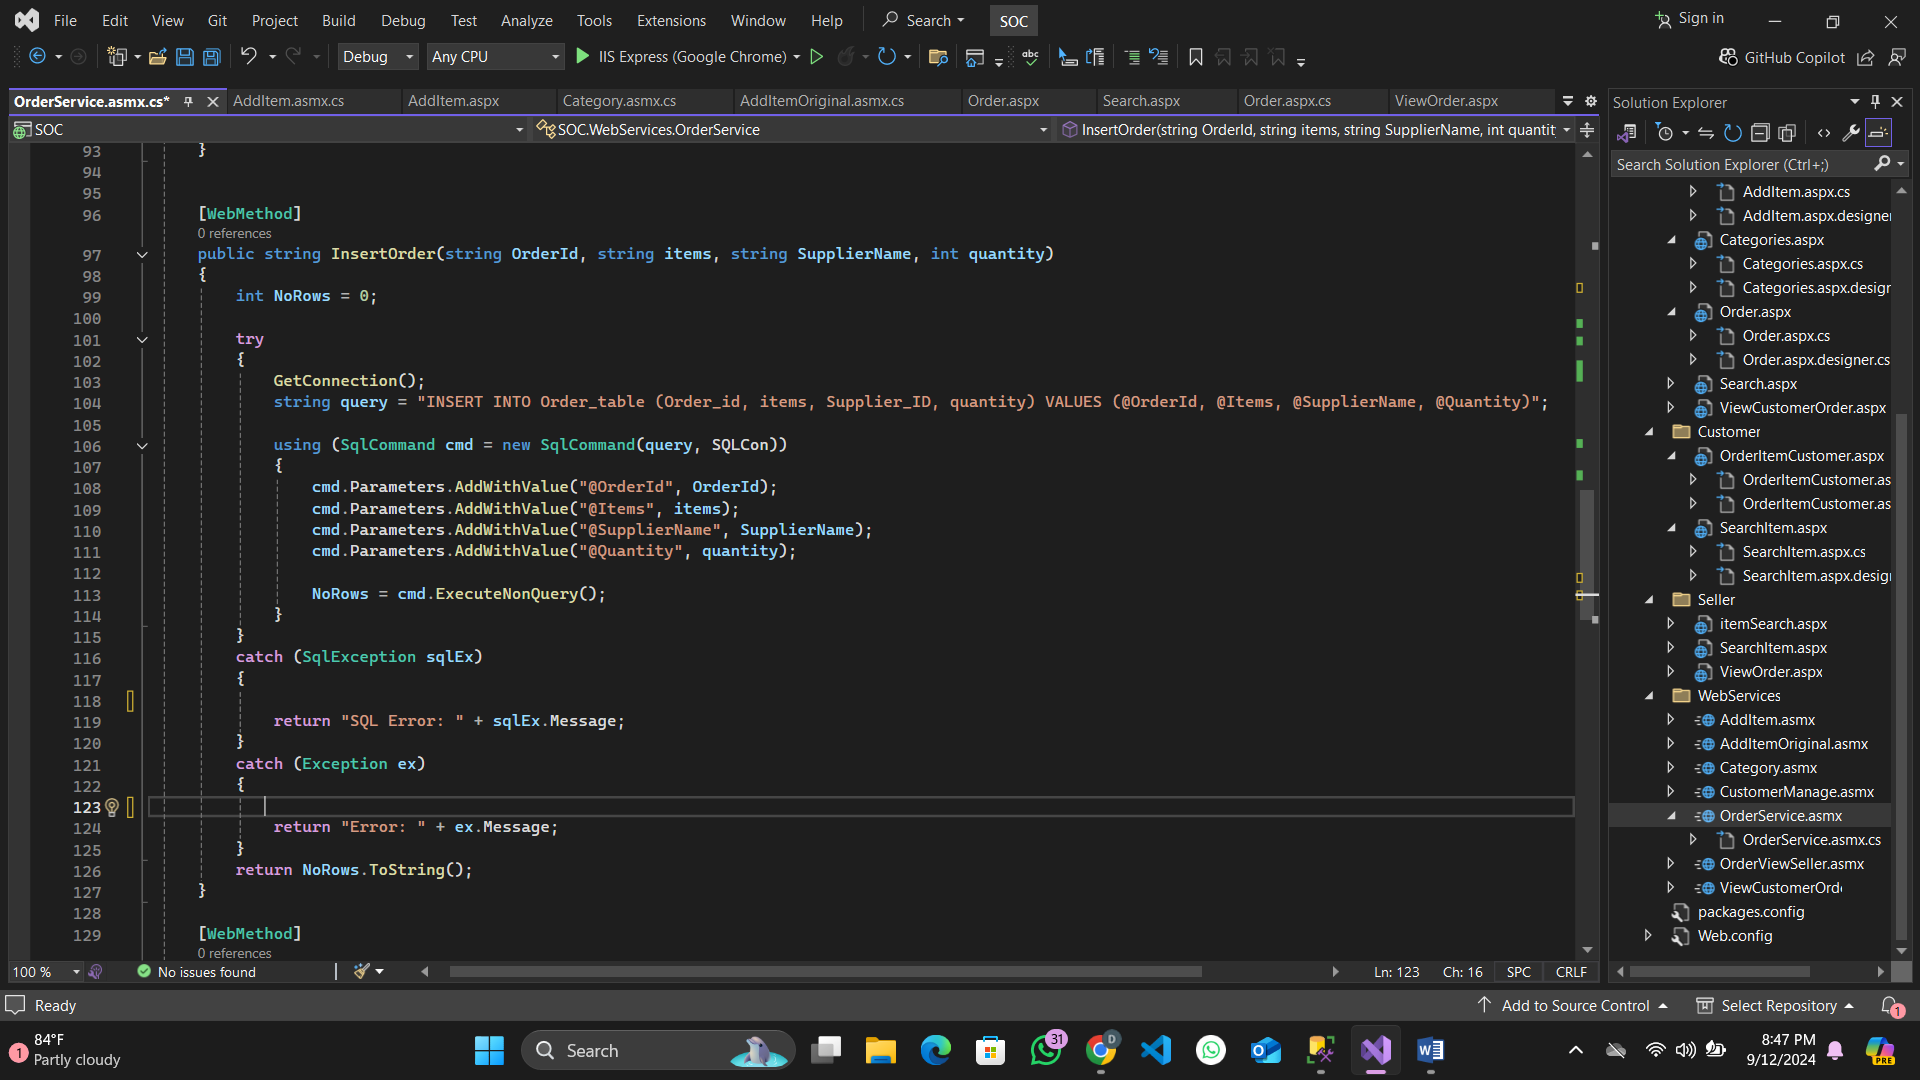 File Edit View Git Project Build Debug Test Analyze Tools Extensions Window Help Search SOC Sign in
Debug Any CPU IIS Express (Google Chrome) GitHub Copilot
OrderService.asmx.cs* AddItem.asmx.cs AddItem.aspx Category.asmx.cs AddItemOriginal.asmx.cs Order.aspx Search.aspx Order.aspx.cs ViewOrder.aspx
SOC SOC.WebServices.OrderService InsertOrder(string OrderId, string items, string SupplierName, int quantit
93 }
94
95
96 [WebMethod]
0 references
97 public string InsertOrder(string OrderId, string items, string SupplierName, int quantity)
98 {
99 int NoRows = 0;
100
101 try
102 {
103 GetConnection();
104 string query = "INSERT INTO Order_table (Order_id, items, Supplier_ID, quantity) VALUES (@OrderId, @Items, @SupplierName, @Quantity)";
105
106 using (SqlCommand cmd = new SqlCommand(query, SQLCon))
107 {
108 cmd.Parameters.AddWithValue("@OrderId", OrderId);
109 cmd.Parameters.AddWithValue("@Items", items);
110 cmd.Parameters.AddWithValue("@SupplierName", SupplierName);
111 cmd.Parameters.AddWithValue("@Quantity", quantity);
112
113 NoRows = cmd.ExecuteNonQuery();
114 }
115 }
116 catch (SqlException sqlEx)
117 {
118
119 return "SQL Error: " + sqlEx.Message;
120 }
121 catch (Exception ex)
122 {
123
124 return "Error: " + ex.Message;
125 }
126 return NoRows.ToString();
127 }
128
129 [WebMethod]
0 references
100 % No issues found Ln: 123 Ch: 16 SPC CRLF
Solution Explorer
Search Solution Explorer (Ctrl+;)
AddItem.aspx.cs
AddItem.aspx.designer
Categories.aspx
Categories.aspx.cs
Categories.aspx.desigr
Order.aspx
Order.aspx.cs
Order.aspx.designer.cs
Search.aspx
ViewCustomerOrder.aspx
Customer
OrderItemCustomer.aspx
OrderItemCustomer.as
OrderItemCustomer.as
SearchItem.aspx
SearchItem.aspx.cs
SearchItem.aspx.desig
Seller
itemSearch.aspx
SearchItem.aspx
ViewOrder.aspx
WebServices
AddItem.asmx
AddItemOriginal.asmx
Category.asmx
CustomerManage.asmx
OrderService.asmx
OrderService.asmx.cs
OrderViewSeller.asmx
ViewCustomerOrde
packages.config
Web.config
Ready Add to Source Control Select Repository 1
1 84°F
Partly cloudy
Search
31
D
8:47 PM
9/12/2024
PRE